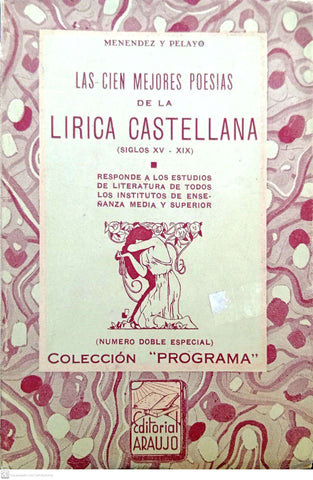 MENENDEZ Y PELAYO
LAS CIEN MEJORES POESIAS
DE LA
LIRICA CASTELLANA
(SIGLOS XV - XIX)
RESPONDE A LOS ESTUDIOS
DE LITERATURA DE TODOS
LOS INSTITUTOS DE ENSE-
ÑANZA MEDIA Y SUPERIOR
(NUMERO DOBLE ESPECIAL)
COLECCIÓN "PROGRAMA"
Editorial
ARAUJO